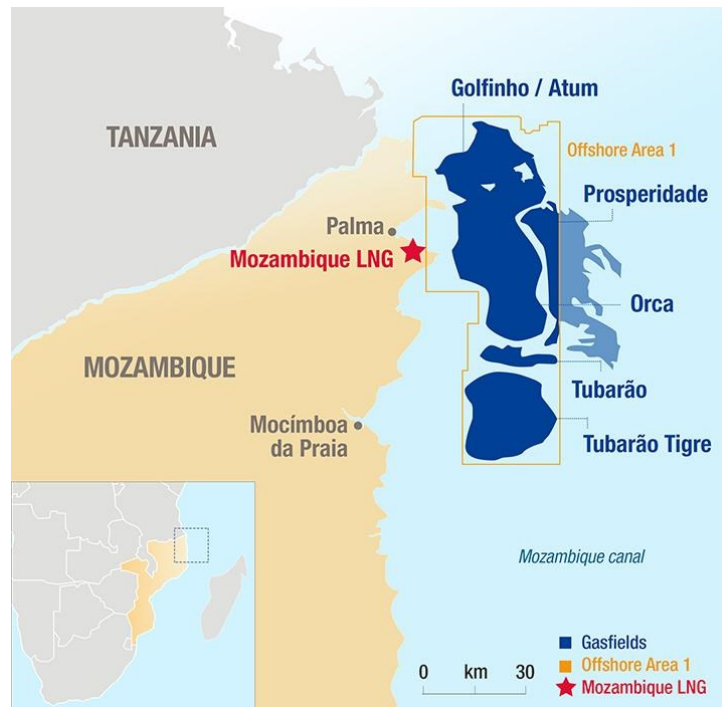 Golfinho / Atum
TANZANIA
Offshore Area 1
Prosperidade
Palma
Mozambique LNG
Orca
MOZAMBIQUE
Tubarão
Mocímboa
da Praia
Tubarão Tigre
Mozambique canal
Gasfields
0 km 30
Offshore Area 1
Mozambique LNG